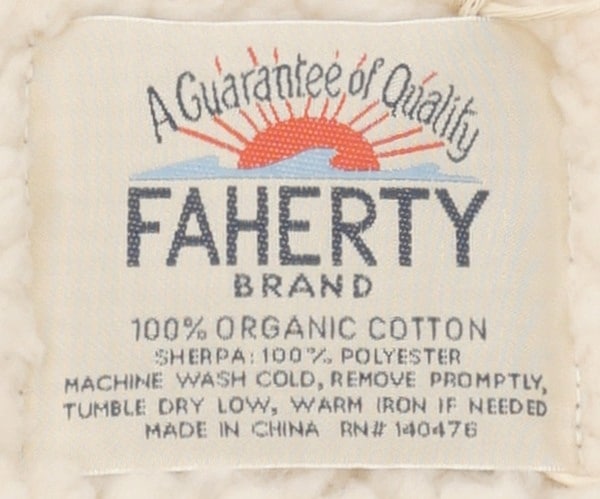 A Guarantee of Quality
FAHERTY
BRAND
100% ORGANIC COTTON
SHERPA: 100% POLYESTER
MACHINE WASH COLD, REMOVE PROMPTLY,
TUMBLE DRY LOW, WARM IRON IF NEEDED
MADE IN CHINA RN# 140476